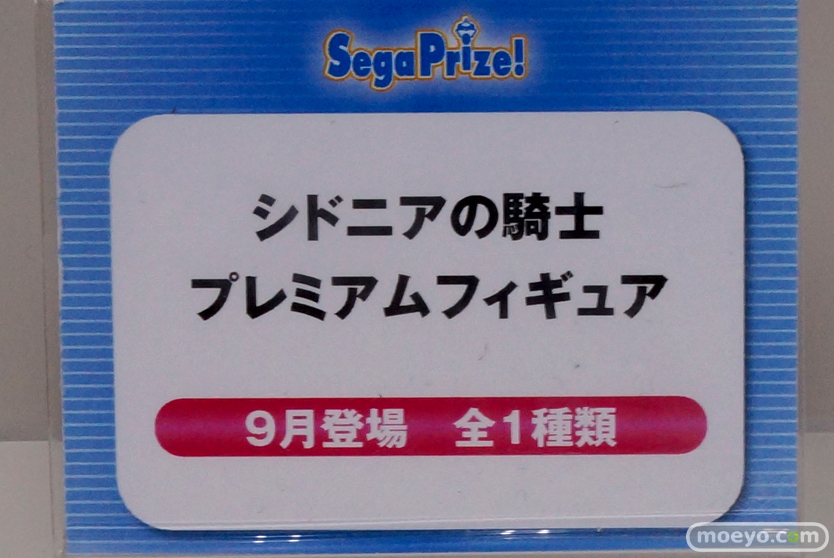 SegaPrize!
シドニアの騎士
プレミアムフィギュア
9月登場　全1種類
moeyo.com